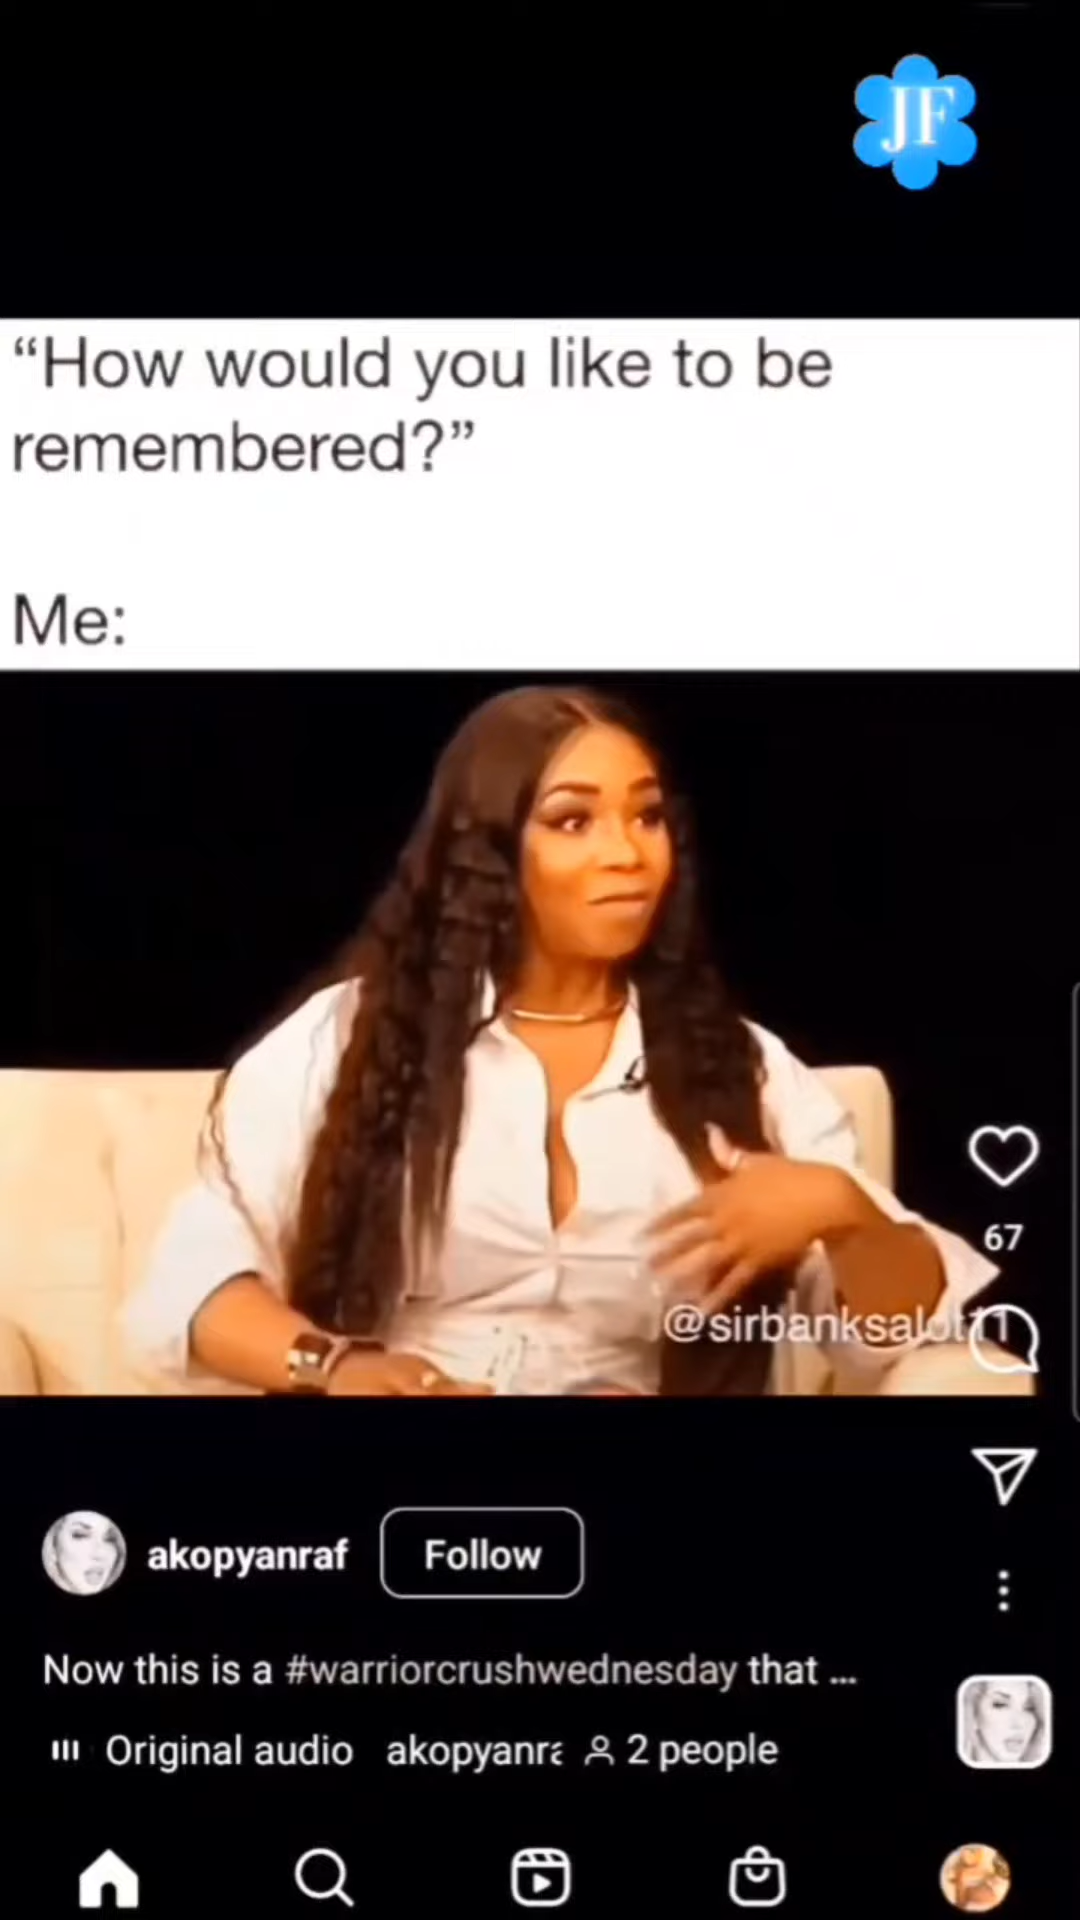 JF
“How would you like to be
remembered?”
Me:
67
akopyanraf
Follow
Now this is a #warriorcrushwednesday that ...
Original audio akopyanra 2 people